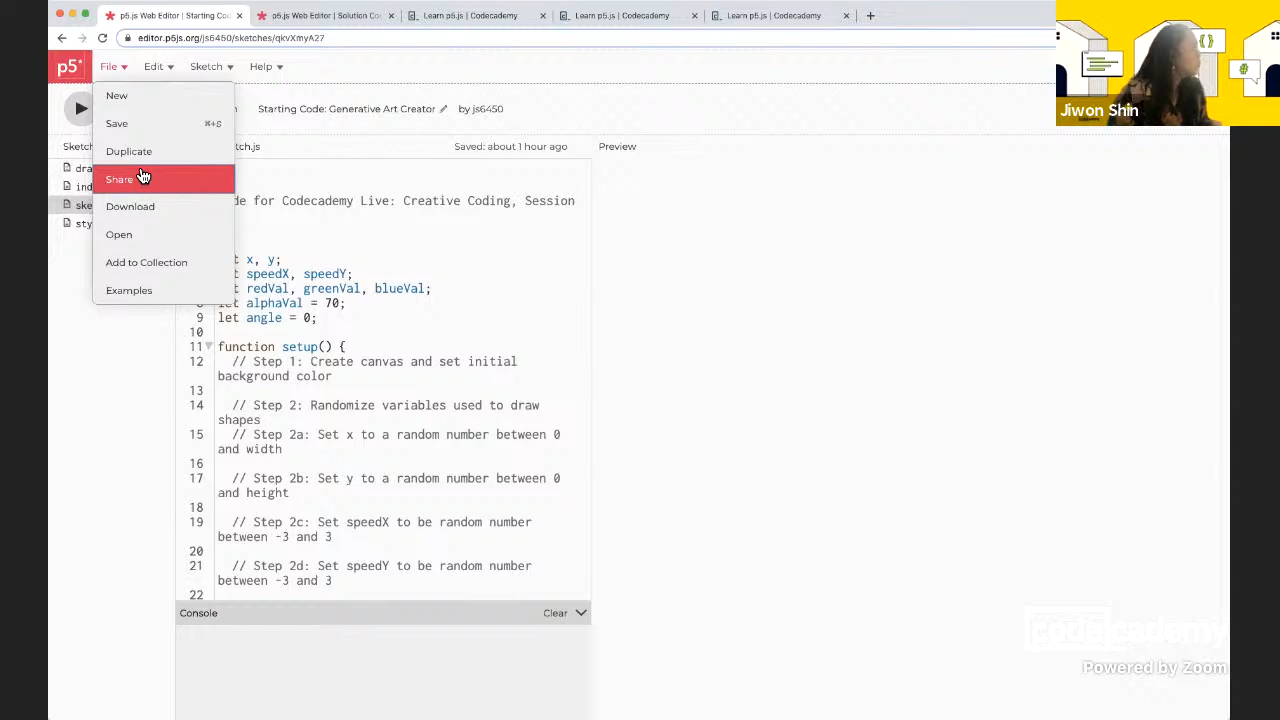 p5.js Web Editor | Starting Co
p5.js Web Editor | Solution Co
Learn p5.js | Codecademy
Learn p5.js | Codecademy
Learn p5.js | Codecademy
editor.p5js.org/js6450/sketches/qkvXmyA27
p5*
File
Edit
Sketch
Help
Jiwon Shin
New
Save ⌘+S
Duplicate
Share
Download
Open
Add to Collection
Examples
Starting Code: Generative Art Creator by js6450
Sketch
tch.js
Saved: about 1 hour ago
Preview
dra
ind
ske
sty
de for Codecademy Live: Creative Coding, Session
t x, y;
t speedX, speedY;
t redVal, greenVal, blueVal;
8 let alphaVal = 70;
9 let angle = 0;
10
11 function setup() {
12 // Step 1: Create canvas and set initial
background color
13
14 // Step 2: Randomize variables used to draw
shapes
15 // Step 2a: Set x to a random number between 0
and width
16
17 // Step 2b: Set y to a random number between 0
and height
18
19 // Step 2c: Set speedX to be random number
between -3 and 3
20
21 // Step 2d: Set speedY to be random number
between -3 and 3
22
Console
Clear
codecademy
Powered by Zoom